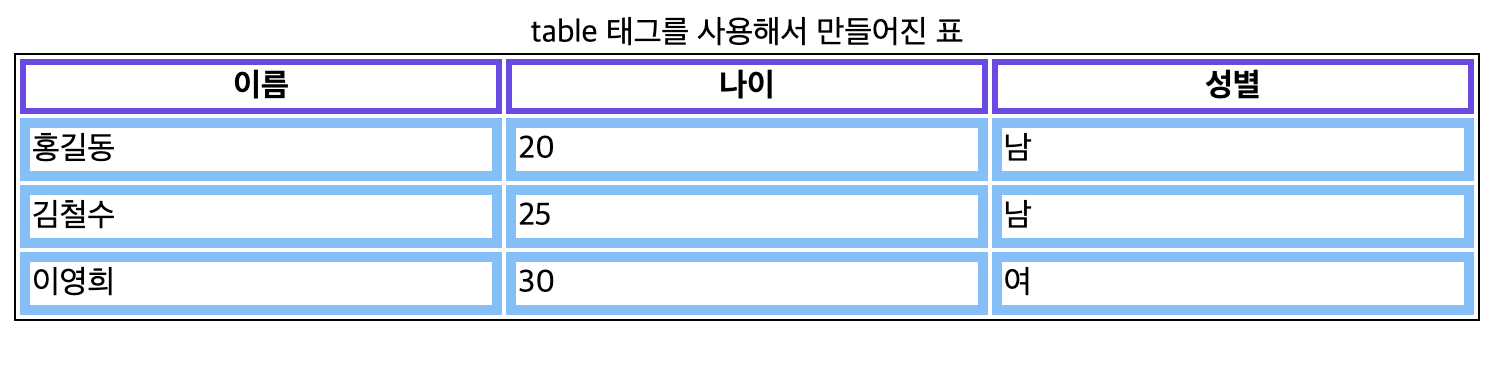 table 태그를 사용해서 만들어진 표
이름 나이 성별
홍길동 20 남
김철수 25 남
이영희 30 여